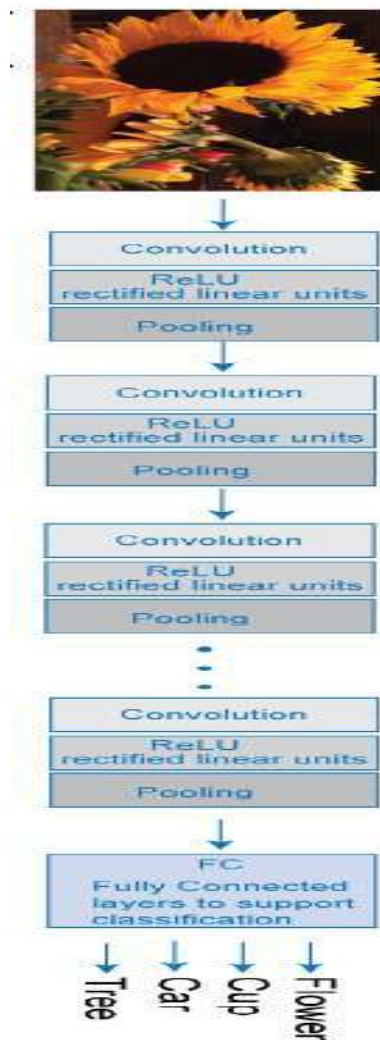 Convolution
ReLU
rectified linear units
Pooling
Convolution
ReLU
rectified linear units
Pooling
Convolution
ReLU
rectified linear units
Pooling
Convolution
ReLU
rectified linear units
Pooling
FC
Fully Connected
layers to support
classification
Tree
Car
Cup
Flower